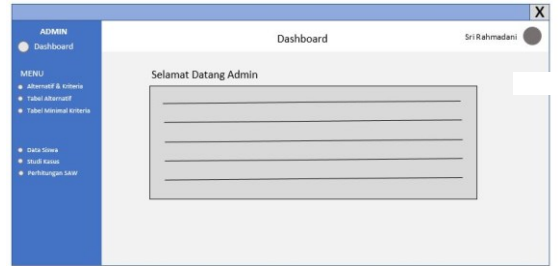 X
ADMIN
Dashboard
Dashboard
Sri Rahmadani
MENU
Alternatif & Kriteria
Tabel Alternatif
Tabel Minimal Kriteria
Data Siswa
Studi Kasus
Perhitungan SAW
Selamat Datang Admin